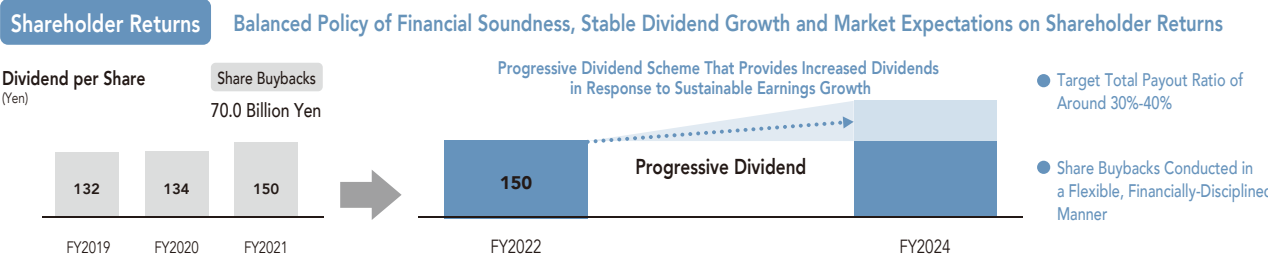 Shareholder Returns
Balanced Policy of Financial Soundness, Stable Dividend Growth and Market Expectations on Shareholder Returns
Dividend per Share
(Yen)
Share Buybacks
70.0 Billion Yen
132
134
150
FY2019
FY2020
FY2021
Progressive Dividend Scheme That Provides Increased Dividends
in Response to Sustainable Earnings Growth
150
Progressive Dividend
FY2022
FY2024
Target Total Payout Ratio of
Around 30%-40%
Share Buybacks Conducted in
a Flexible, Financially-Disciplined
Manner